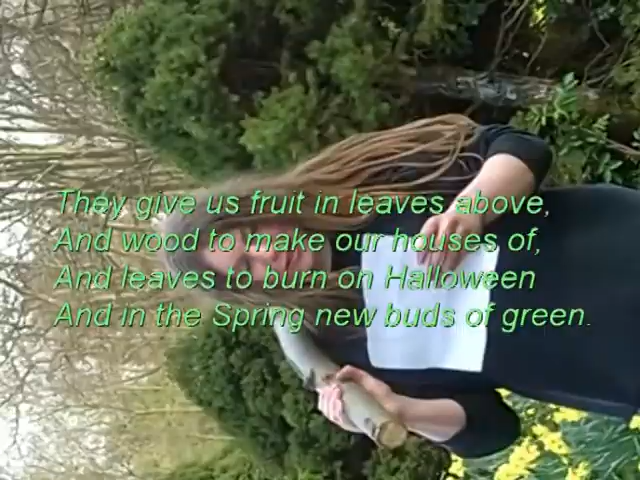 They give us fruit in leaves above,
And wood to make our houses of,
And leaves to burn on Halloween
And in the Spring new buds of green.